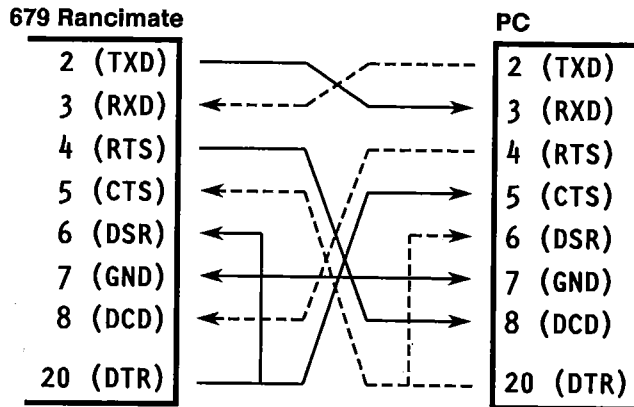 679 Rancimate
PC
2 (TXD)
3 (RXD)
4 (RTS)
5 (CTS)
6 (DSR)
7 (GND)
8 (DCD)
20 (DTR)
2 (TXD)
3 (RXD)
4 (RTS)
5 (CTS)
6 (DSR)
7 (GND)
8 (DCD)
20 (DTR)